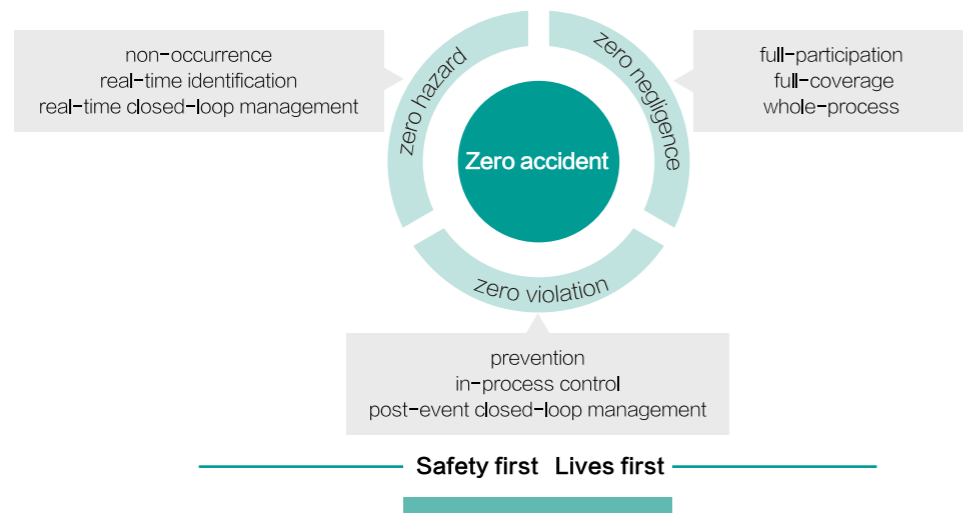 non-occurrence
real-time identification
real-time closed-loop management
zero hazard
zero negligence
full-participation
full-coverage
whole-process
Zero accident
zero violation
prevention
in-process control
post-event closed-loop management
Safety first Lives first